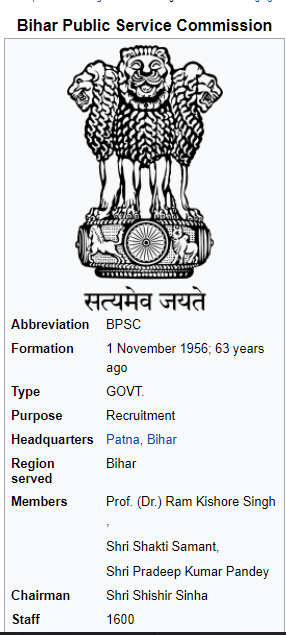 Bihar Public Service Commission
सत्यमेव जयते
Abbreviation BPSC
Formation 1 November 1956; 63 years
ago
Type GOVT.
Purpose Recruitment
Headquarters Patna, Bihar
Region Bihar
served
Members Prof. (Dr.) Ram Kishore Singh
,
Shri Shakti Samant,
Shri Pradeep Kumar Pandey
Chairman Shri Shishir Sinha
Staff 1600